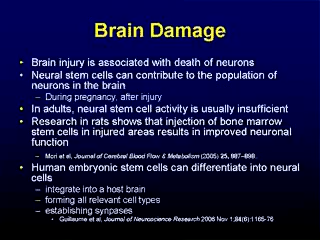 Brain Damage
• Brain injury is associated with death of neurons
• Neural stem cells can contribute to the population of
neurons in the brain
– During pregnancy, after injury
• In adults, neural stem cell activity is usually insufficient
• Research in rats shows that injection of bone marrow
stem cells in injured areas results in improved neuronal
function
– Mori et al, Journal of Cerebral Blood Flow & Metabolism (2005) 25, 887–898.
• Human embryonic stem cells can differentiate into neural
cells
– integrate into a host brain
– forming all relevant cell types
– establishing synpases
• Guillaume et al, Journal of Neuroscience Research 2006 Nov 1;84(6):1165-76